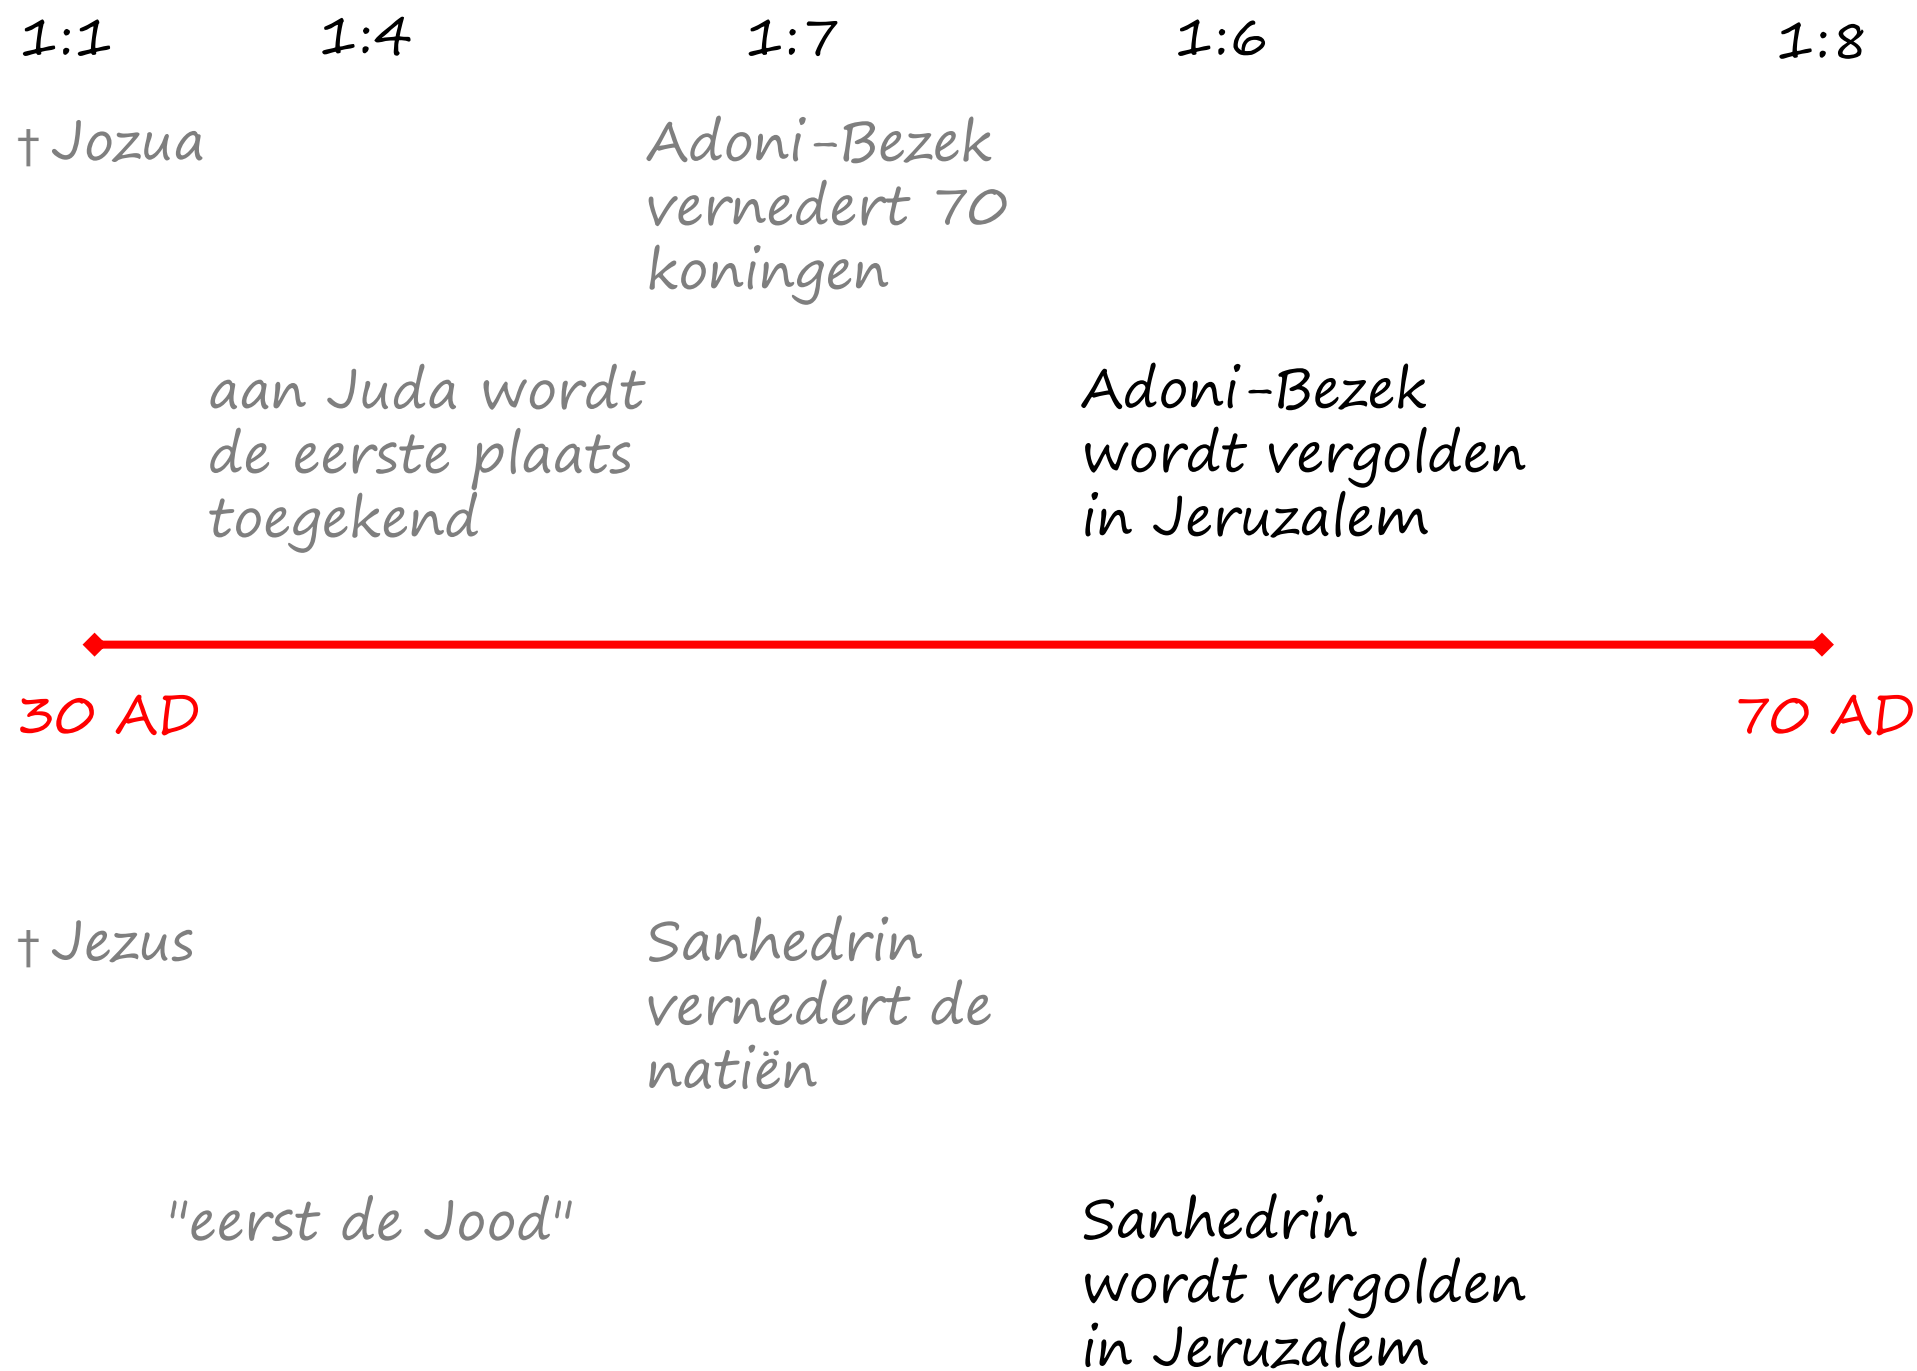 1:1 1:4 1:7 1:6 1:8
† Jozua
Adoni-Bezek
vernedert 70
koningen
aan Juda wordt
de eerste plaats
toegekend
Adoni-Bezek
wordt vergolden
in Jeruzalem
30 AD
70 AD
† Jezus
Sanhedrin
vernedert de
natiën
"eerst de Jood"
Sanhedrin
wordt vergolden
in Jeruzalem